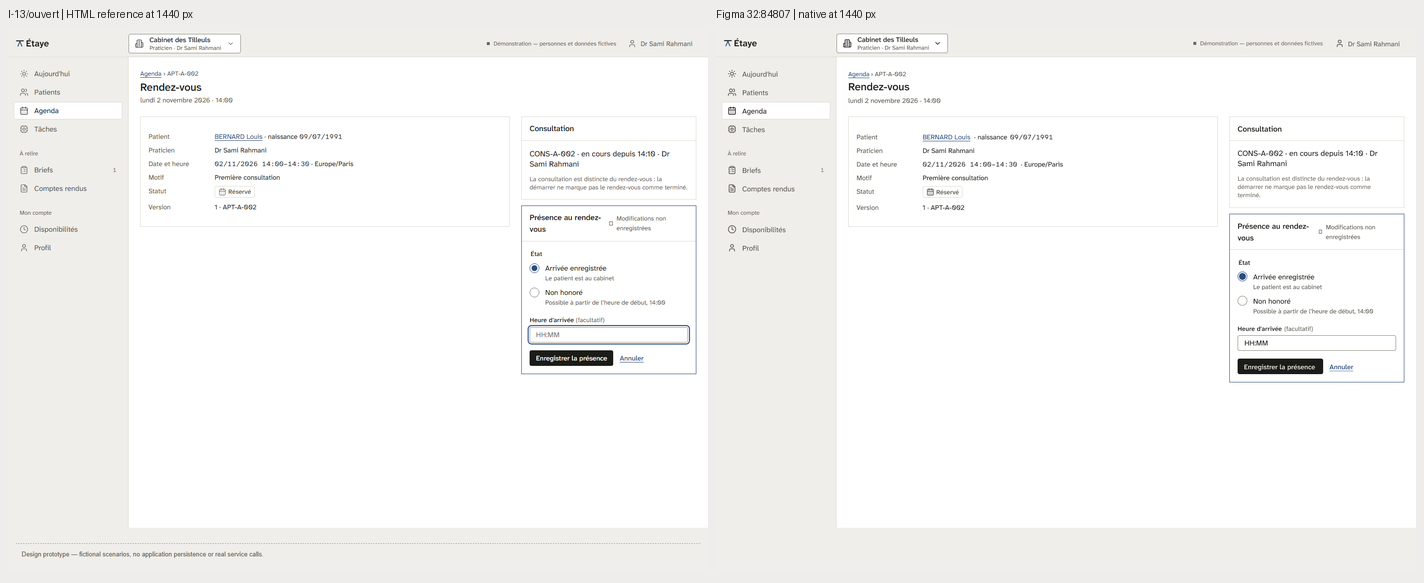 I-13/ouvert | HTML reference at 1440 px
Étaye
Cabinet des Tilleuls
Praticien · Dr Sami Rahmani
Démonstration — personnes et données fictives
Dr Sami Rahmani
Aujourd'hui
Patients
Agenda
Tâches
À relire
Briefs 1
Comptes rendus
Mon compte
Disponibilités
Profil
Agenda › APT-A-002
Rendez-vous
lundi 2 novembre 2026 · 14:00
Patient BERNARD Louis · naissance 09/07/1991
Praticien Dr Sami Rahmani
Date et heure 02/11/2026 14:00–14:30 · Europe/Paris
Motif Première consultation
Statut Réservé
Version 1 · APT-A-002
Consultation
CONS-A-002 · en cours depuis 14:10 · Dr
Sami Rahmani
La consultation est distincte du rendez-vous : la
démarrer ne marque pas le rendez-vous comme terminé.
Présence au rendez-
vous
Modifications non
enregistrées
État
Arrivée enregistrée
Le patient est au cabinet
Non honoré
Possible à partir de l'heure de début, 14:00
Heure d'arrivée (facultatif)
HH:MM
Enregistrer la présence Annuler
Design prototype — fictional scenarios, no application persistence or real service calls.
Figma 32:84807 | native at 1440 px
Étaye
Cabinet des Tilleuls
Praticien · Dr Sami Rahmani
Démonstration — personnes et données fictives
Dr Sami Rahmani
Aujourd'hui
Patients
Agenda
Tâches
À relire
Briefs 1
Comptes rendus
Mon compte
Disponibilités
Profil
Agenda › APT-A-002
Rendez-vous
lundi 2 novembre 2026 · 14:00
Patient BERNARD Louis · naissance 09/07/1991
Praticien Dr Sami Rahmani
Date et heure 02/11/2026 14:00–14:30 · Europe/Paris
Motif Première consultation
Statut Réservé
Version 1 · APT-A-002
Consultation
CONS-A-002 · en cours depuis 14:10 · Dr
Sami Rahmani
La consultation est distincte du rendez-vous : la
démarrer ne marque pas le rendez-vous comme
terminé.
Présence au rendez-
vous
Modifications non
enregistrées
État
Arrivée enregistrée
Le patient est au cabinet
Non honoré
Possible à partir de l'heure de début, 14:00
Heure d'arrivée (facultatif)
HH:MM
Enregistrer la présence Annuler